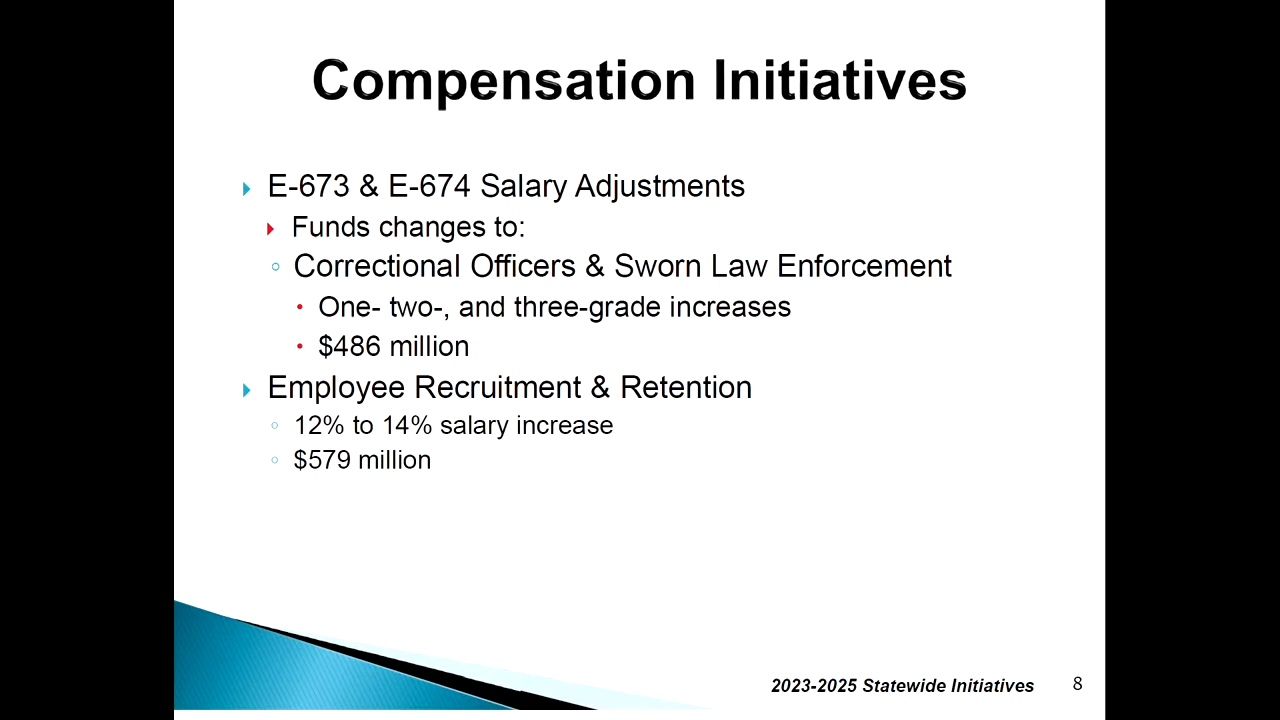 Compensation Initiatives
E-673 & E-674 Salary Adjustments
Funds changes to:
Correctional Officers & Sworn Law Enforcement
One- two-, and three-grade increases
$486 million
Employee Recruitment & Retention
12% to 14% salary increase
$579 million
2023-2025 Statewide Initiatives 8